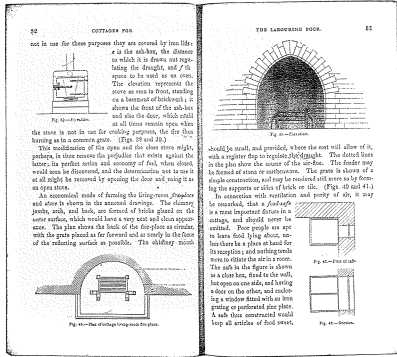 52 COTTAGES FOR
not in use for these purposes they are covered by iron lids:
e is the ash-box, the distance
to which it is drawn out regu-
lating the draught, and f th
space to be used as an oven.
The elevation represents the
stove as seen in front, standing
on a basement of brickwork; it
shows the front of the ash-box
and also the door, which could
at all times remain open when
Fig. 39.—Elevation.
the stove is not in use for cooking purposes, the fire thus
burning as in a common grate. (Figs. 38 and 39.)
This modification of the open and the close stove might,
perhaps, in time remove the prejudice that exists against the
latter; its perfect action and economy of fuel, when closed,
would soon be discovered, and the determination not to use it
at all might be removed by opening the door and making it as
an open stove.
An economical mode of forming the living-room fireplace
and stove is shown in the annexed drawings. The chimney
jambs, arch, and back, are formed of bricks glazed on the
outer surface, which would have a very neat and clean appear-
ance. The plan shows the back of the fire-place as circular,
with the grate placed as far forward and as nearly in the focus
of the reflecting surface as possible. The chimney mouth
Fig. 40.—Plan of cottage living-room fire-place.
THE LABOURING POOR. 53
Fig. 41.—Elevation.
should be small, and provided, where the cost will allow of it,
with a register flap to regulate the draught. The dotted lines
in the plan show the course of the air-flue. The feeder may
be formed of stone or earthenware. The grate is shown of a
simple construction, and may be rendered still more so by form-
ing the supports or sides of brick or tile. (Figs. 40 and 41.)
In connection with ventilation and purity of air, it may
be remarked, that a food-safe
is a most important fixture in a
cottage, and should never be
omitted. Poor people are apt
to leave food lying about, un-
less there be a place at hand for
its reception; and nothing tends
more to vitiate the air in a room.
The safe in the figure is shown
as a close box, fixed to the wall,
but open on one side, and having
a door on the other, and enclos-
ing a window fitted with an iron
grating or perforated zinc plate.
A safe thus constructed would
keep all articles of food sweet,
Fig. 42.—Plan of safe.
Fig. 43.—Section.